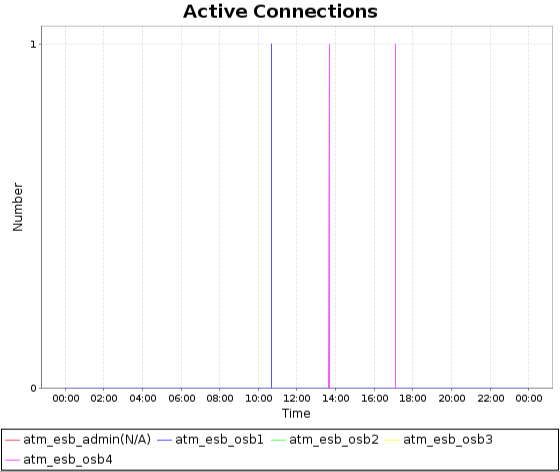 Active Connections
1
Number
0
00:00 02:00 04:00 06:00 08:00 10:00 12:00 14:00 16:00 18:00 20:00 22:00 00:00
Time
atm_esb_admin(N/A) atm_esb_osb1 atm_esb_osb2 atm_esb_osb3
atm_esb_osb4